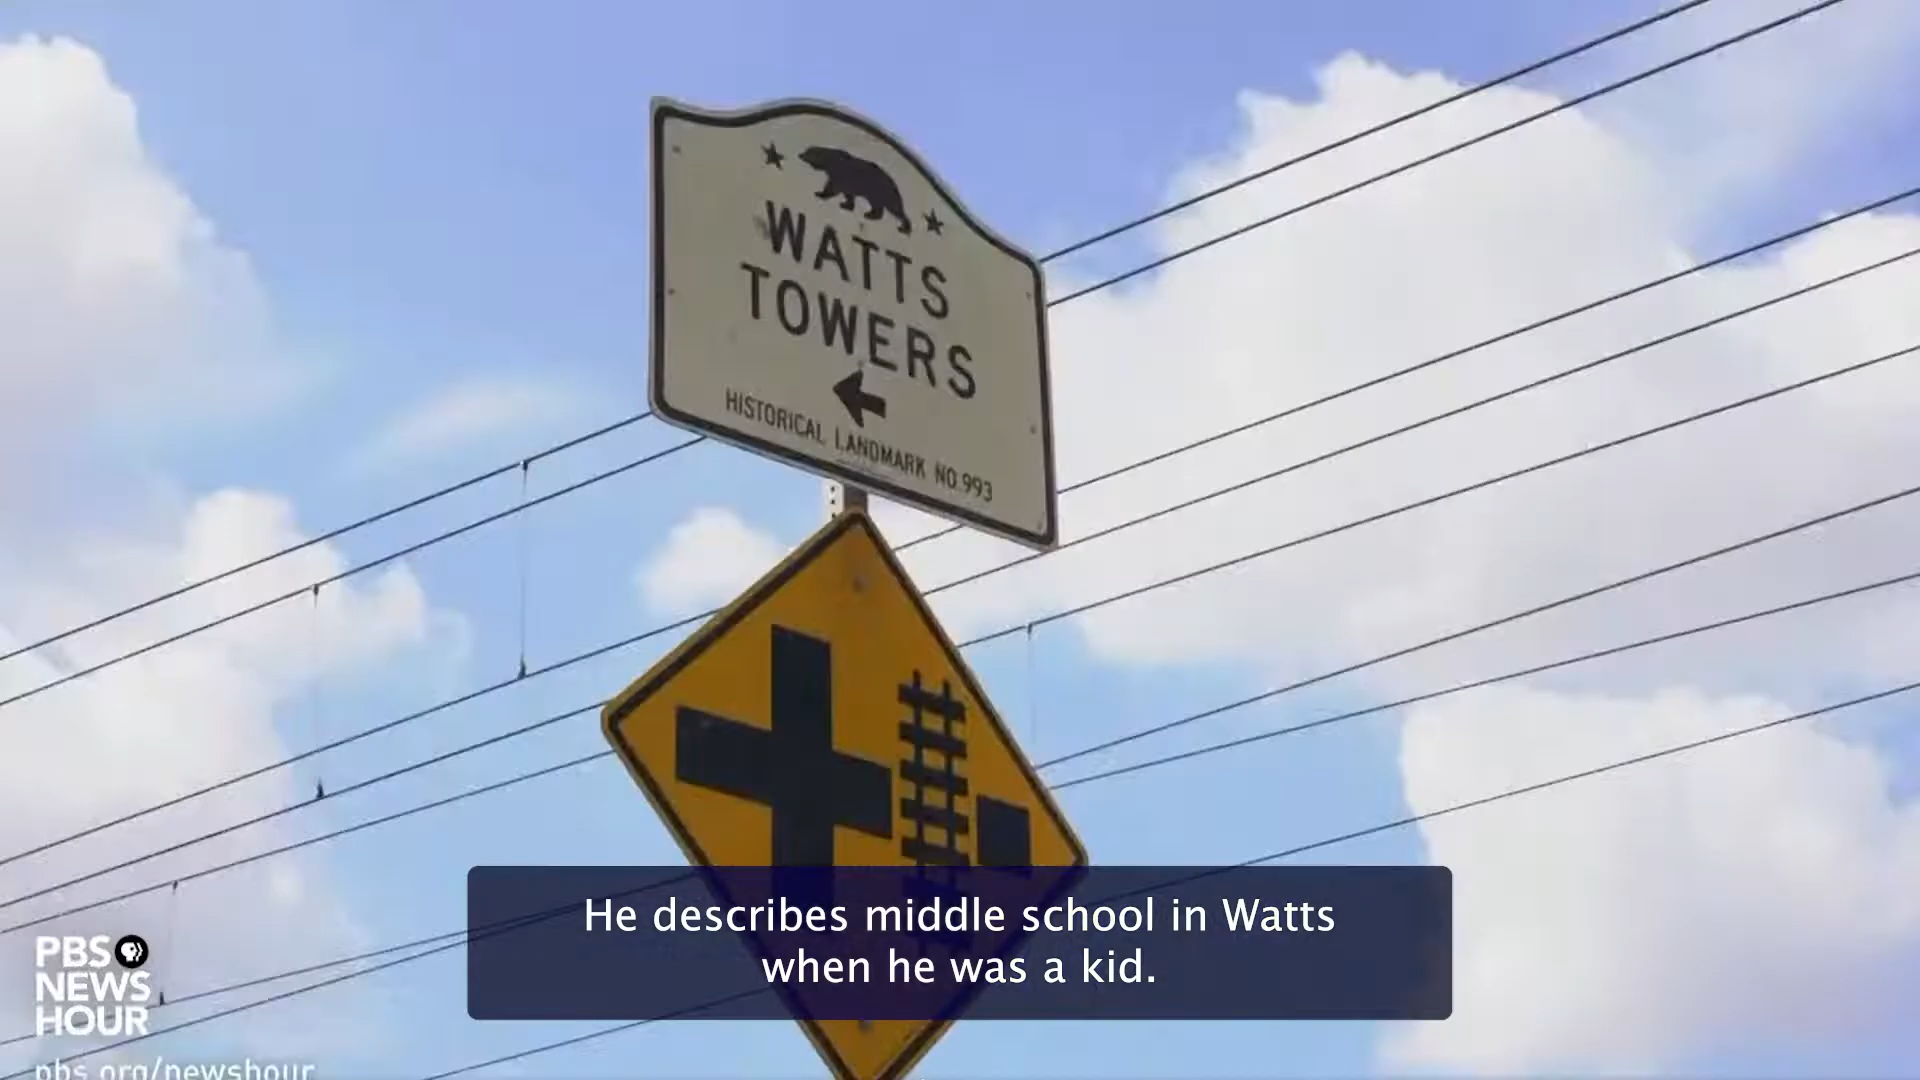 WATTS
TOWERS
HISTORICAL LANDMARK NO.993
He describes middle school in Watts
when he was a kid.
PBS
NEWS
HOUR
pbs.org/newshour